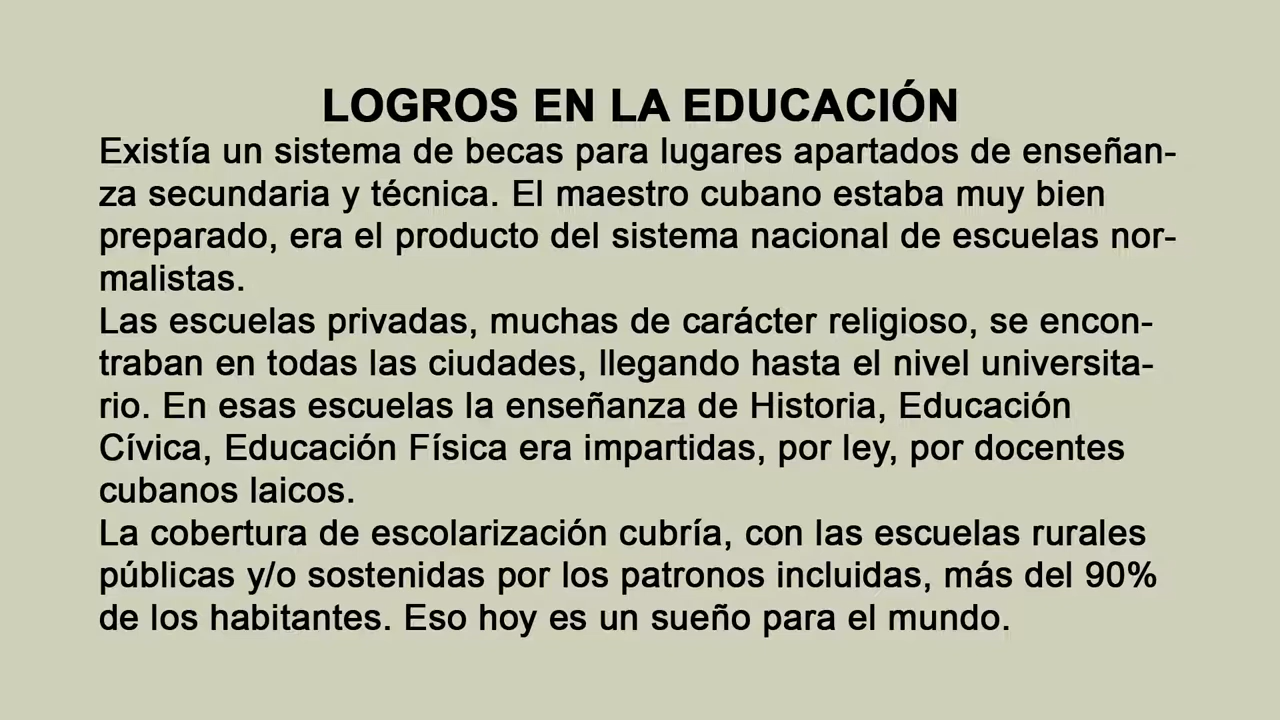 LOGROS EN LA EDUCACIÓN
Existía un sistema de becas para lugares apartados de enseñan-
za secundaria y técnica. El maestro cubano estaba muy bien
preparado, era el producto del sistema nacional de escuelas nor-
malistas.
Las escuelas privadas, muchas de carácter religioso, se encon-
traban en todas las ciudades, llegando hasta el nivel universita-
rio. En esas escuelas la enseñanza de Historia, Educación
Cívica, Educación Física era impartidas, por ley, por docentes
cubanos laicos.
La cobertura de escolarización cubría, con las escuelas rurales
públicas y/o sostenidas por los patronos incluidas, más del 90%
de los habitantes. Eso hoy es un sueño para el mundo.